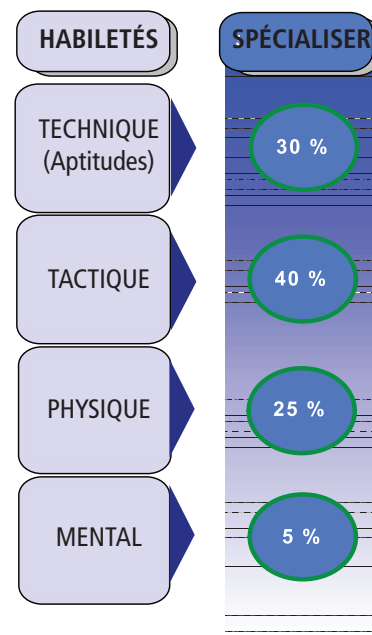 HABILETÉS
SPÉCIALISER
TECHNIQUE
(Aptitudes)
30 %
TACTIQUE
40 %
PHYSIQUE
25 %
MENTAL
5 %